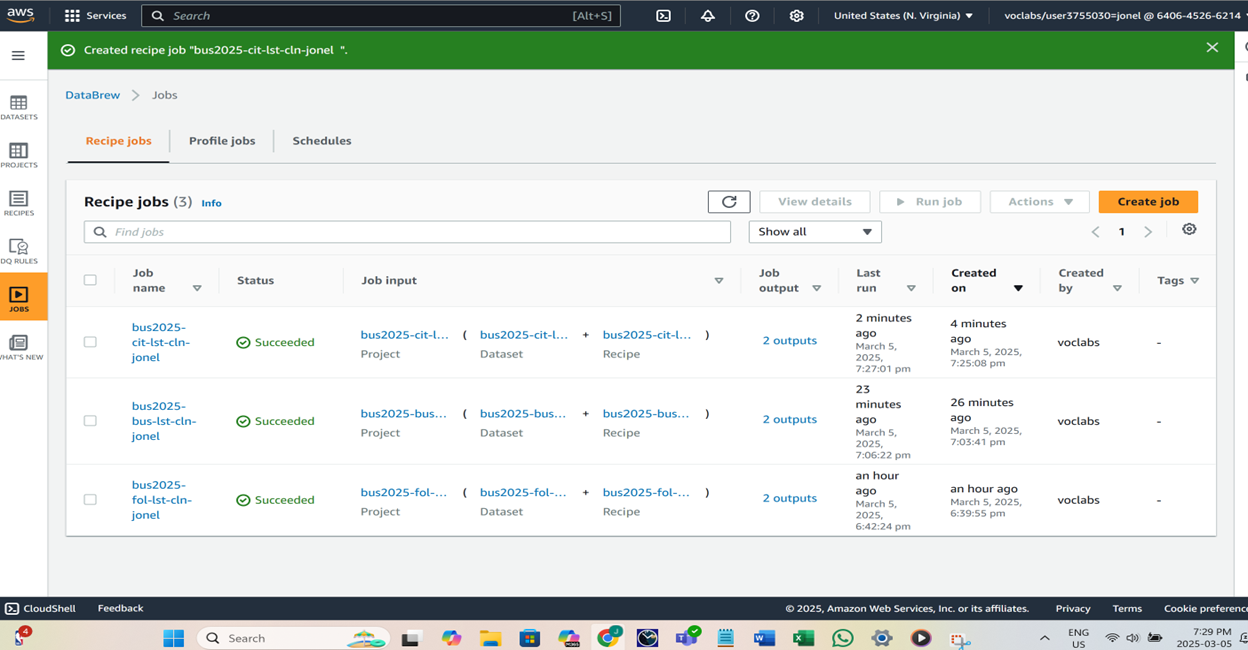 aws
Services
Search
[Alt+S]
United States (N. Virginia)
voclabs/user3755030=jonel @ 6406-4526-6214
Created recipe job "bus2025-cit-lst-cln-jonel ".
DataBrew
Jobs
DATASETS
PROJECTS
RECIPES
DQ RULES
JOBS
WHAT'S NEW
Recipe jobs
Profile jobs
Schedules
Recipe jobs (3) Info
View details
Run job
Actions
Create job
Find jobs
Show all
1
Job
name
Status
Job input
Job
output
Last
run
Created
on
Created
by
Tags
bus2025-
cit-lst-cln-
jonel
Succeeded
bus2025-cit-l... ( bus2025-cit-l... + bus2025-cit-l... )
Project Dataset Recipe
2 outputs
2 minutes
ago
March 5,
2025,
7:27:01 pm
4 minutes
ago
March 5, 2025,
7:25:08 pm
voclabs
-
bus2025-
bus-lst-cln-
jonel
Succeeded
bus2025-bus... ( bus2025-bus... + bus2025-bus... )
Project Dataset Recipe
2 outputs
23
minutes
ago
March 5,
2025,
7:06:22 pm
26 minutes
ago
March 5, 2025,
7:03:41 pm
voclabs
-
bus2025-
fol-lst-cln-
jonel
Succeeded
bus2025-fol-... ( bus2025-fol-... + bus2025-fol-... )
Project Dataset Recipe
2 outputs
an hour
ago
March 5,
2025,
6:42:24 pm
an hour ago
March 5, 2025,
6:39:55 pm
voclabs
-
CloudShell
Feedback
© 2025, Amazon Web Services, Inc. or its affiliates.
Privacy
Terms
Cookie preference
4
Search
ENG
US
7:29 PM
2025-03-05